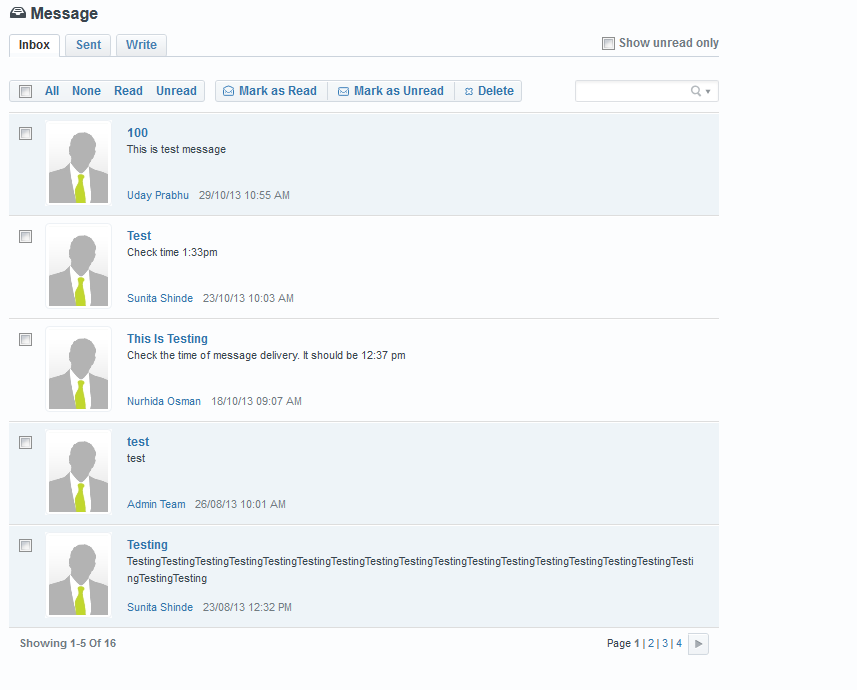 Message
Inbox Sent Write Show unread only
All None Read Unread Mark as Read Mark as Unread Delete
100
This is test message
Uday Prabhu 29/10/13 10:55 AM
Test
Check time 1:33pm
Sunita Shinde 23/10/13 10:03 AM
This Is Testing
Check the time of message delivery. It should be 12:37 pm
Nurhida Osman 18/10/13 09:07 AM
test
test
Admin Team 26/08/13 10:01 AM
Testing
TestingTestingTestingTestingTestingTestingTestingTestingTestingTestingTestingTestingTestingTestingTestingTestingTesti
ngTestingTesting
Sunita Shinde 23/08/13 12:32 PM
Showing 1-5 Of 16 Page 1 | 2 | 3 | 4